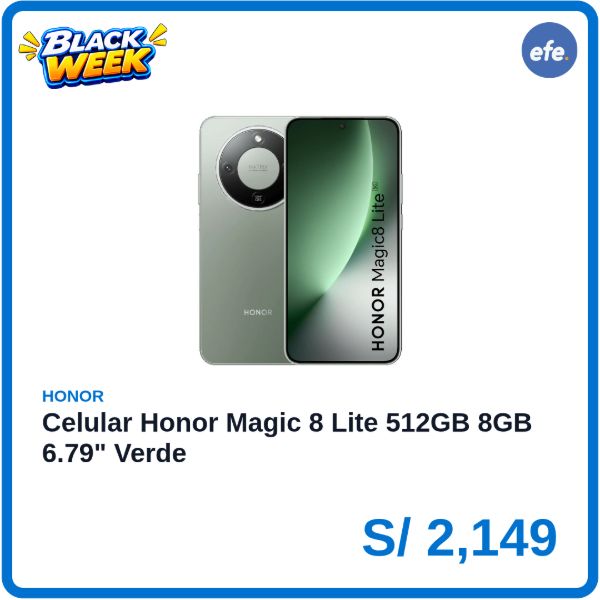 BLACK
WEEK
efe.
HONOR
HONOR Magic8 Lite 5G
HONOR
Celular Honor Magic 8 Lite 512GB 8GB
6.79" Verde
S/ 2,149